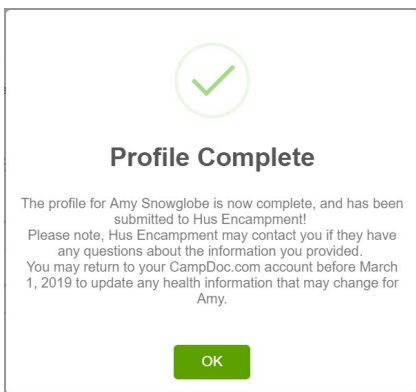 Profile Complete
The profile for Amy Snowglobe is now complete, and has been
submitted to Hus Encampment!
Please note, Hus Encampment may contact you if they have
any questions about the information you provided.
You may return to your CampDoc.com account before March
1, 2019 to update any health information that may change for
Amy.
OK